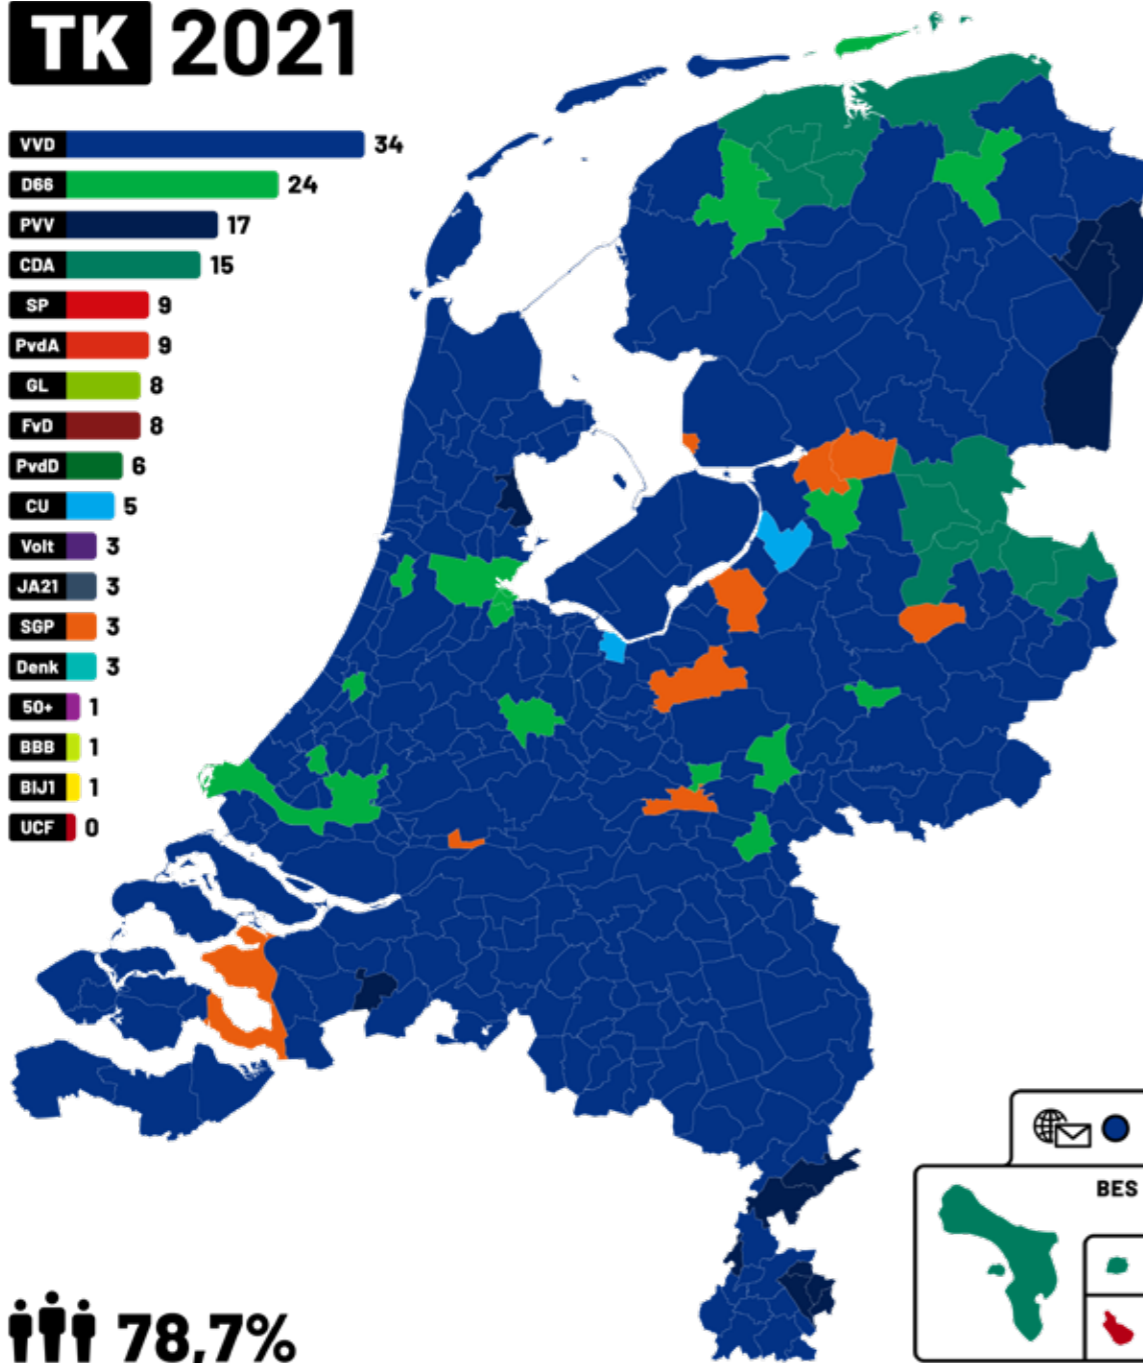 TK 2021
VVD 34
D66 24
PVV 17
CDA 15
SP 9
PvdA 9
GL 8
FvD 8
PvdD 6
CU 5
Volt 3
JA21 3
SGP 3
Denk 3
50+ 1
BBB 1
BIJ1 1
UCF 0
BES
78,7%